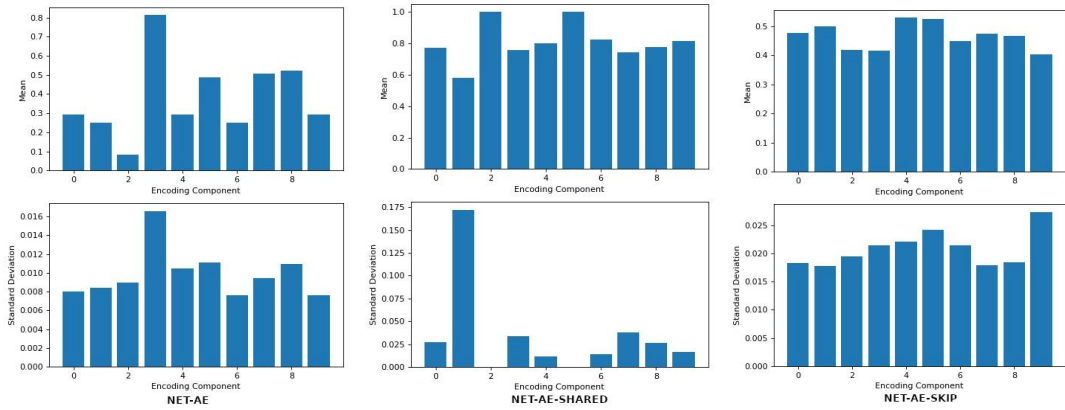 0.8
0.7
0.6
0.5
0.4
0.3
0.2
0.1
0.0
Mean
0 2 4 6 8
Encoding Component
1.0
0.8
0.6
0.4
0.2
0.0
Mean
0 2 4 6 8
Encoding Component
0.5
0.4
0.3
0.2
0.1
0.0
Mean
0 2 4 6 8
Encoding Component
0.016
0.014
0.012
0.010
0.008
0.006
0.004
0.002
0.000
Standard Deviation
0 2 4 6 8
Encoding Component
NET-AE
0.175
0.150
0.125
0.100
0.075
0.050
0.025
0.000
Standard Deviation
0 2 4 6 8
Encoding Component
NET-AE-SHARED
0.025
0.020
0.015
0.010
0.005
0.000
Standard Deviation
0 2 4 6 8
Encoding Component
NET-AE-SKIP